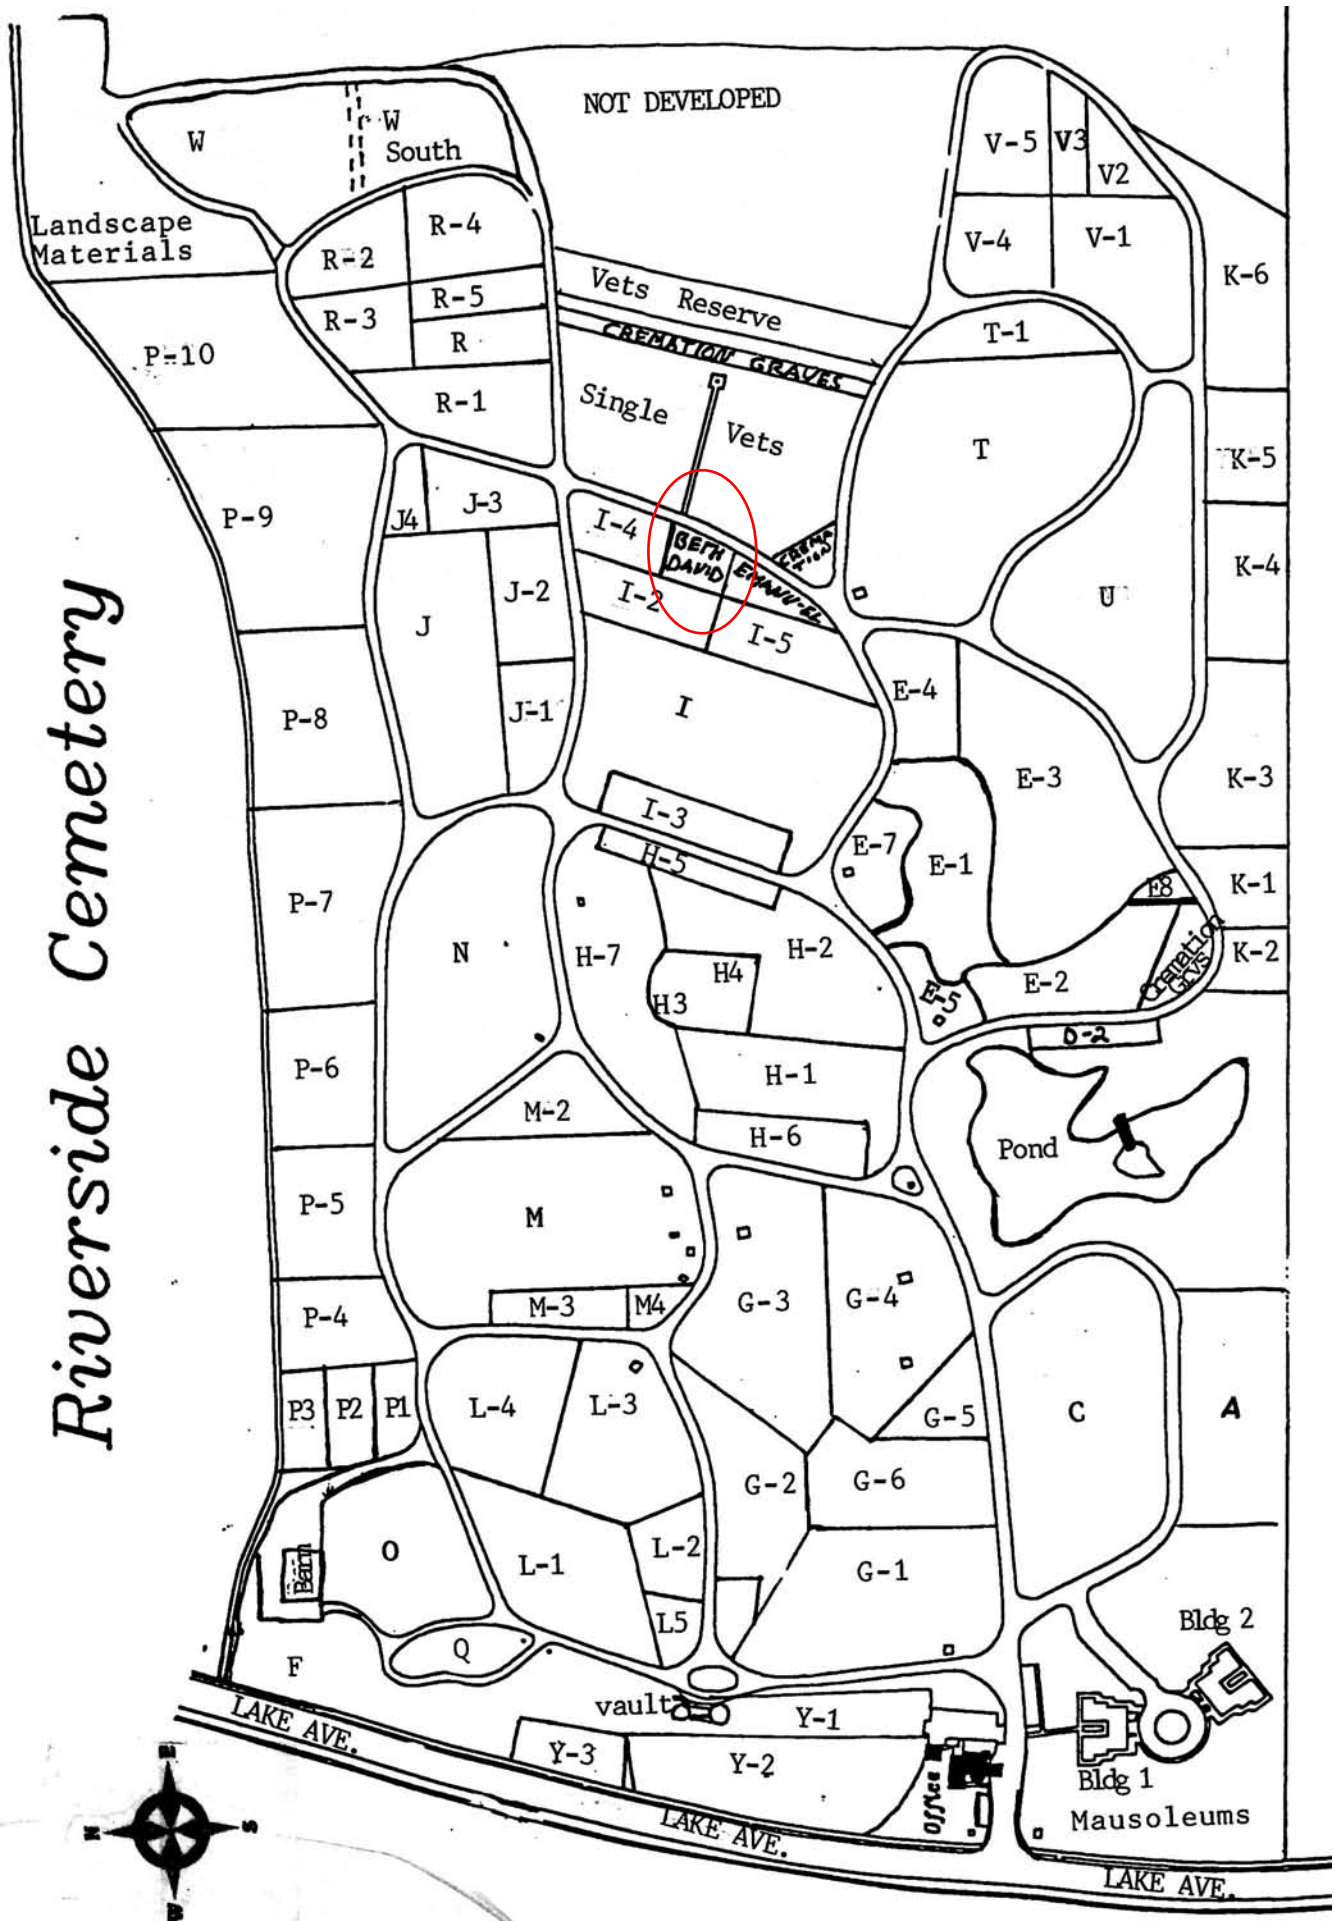 NOT DEVELOPED
W
W
South
V-5
V3
V2
Landscape
Materials
R-4
R-2
V-4
V-1
K-6
R-5
R-3
R
Vets Reserve
T-1
P-10
CREMATION GRAVES
R-1
Single
Vets
T
K-5
J-3
J4
P-9
I-4
BETH
DAVID
EMANU-EL
CREMA
TION
K-4
J-2
I-2
U
J
I-5
E-4
P-8
J-1
I
E-3
K-3
I-3
H-5
E-7
E-1
E8
K-1
P-7
N
H-7
H-2
H4
H3
E-5
E-2
Cremation
Grvs
K-2
D-2
P-6
H-1
M-2
H-6
Pond
P-5
M
G-3
G-4
M-3
M4
P-4
P3
P2
P1
L-4
L-3
G-5
C
A
G-2
G-6
O
L-1
L-2
G-1
Barn
L5
Q
F
Bldg 2
vault
Y-1
LAKE AVE.
Y-3
Y-2
Office
Bldg 1
Mausoleums
LAKE AVE.
LAKE AVE.
Riverside Cemetery
E
N
S
W